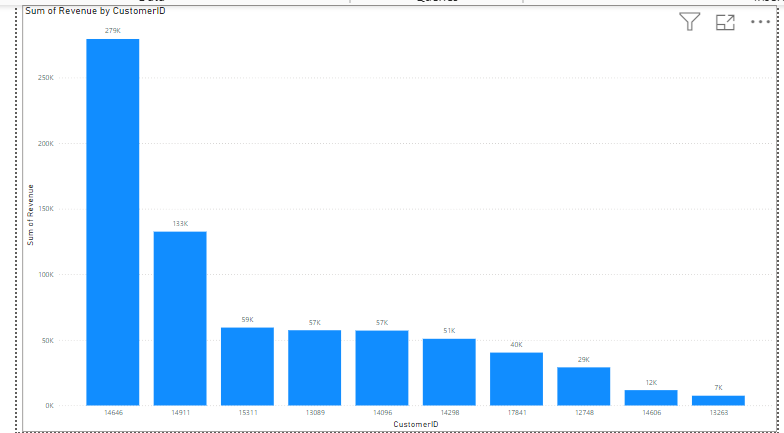 Sum of Revenue by CustomerID
279K
250K
200K
150K
133K
100K
59K
57K
57K
51K
50K
40K
29K
12K
7K
0K
14646 14911 15311 13089 14096 14298 17841 12748 14606 13263
Sum of Revenue
CustomerID